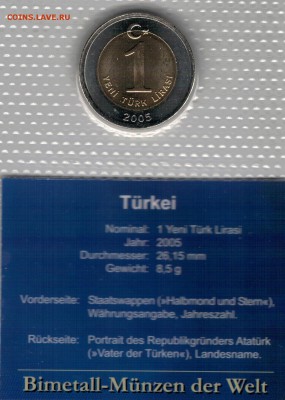 COINS.LAVE.RU
1
YENİ TÜRK LİRASI
2005
Türkei
Nominal: 1 Yeni Türk Lirasi
Jahr: 2005
Durchmesser: 26,15 mm
Gewicht: 8,5 g
Vorderseite: Staatswappen (»Halbmond und Stern«),
Währungsangabe, Jahreszahl.
Rückseite: Portrait des Republikgründers Atatürk
(»Vater der Türken«), Landesname.
Bimetall-Münzen der Welt